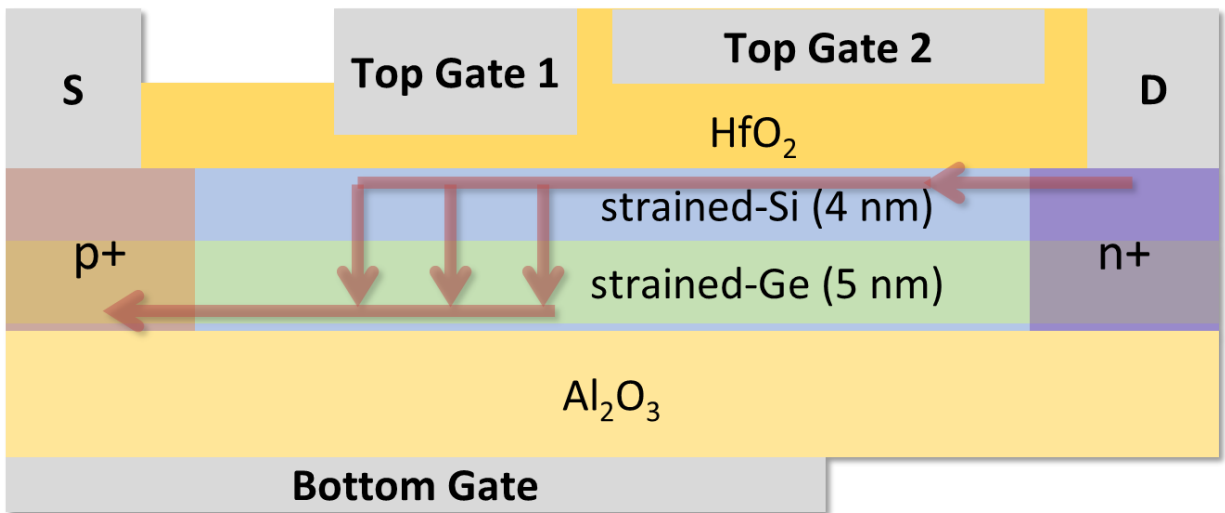 S
Top Gate 1
Top Gate 2
D
HfO₂
strained-Si (4 nm)
p+
n+
strained-Ge (5 nm)
Al₂O₃
Bottom Gate